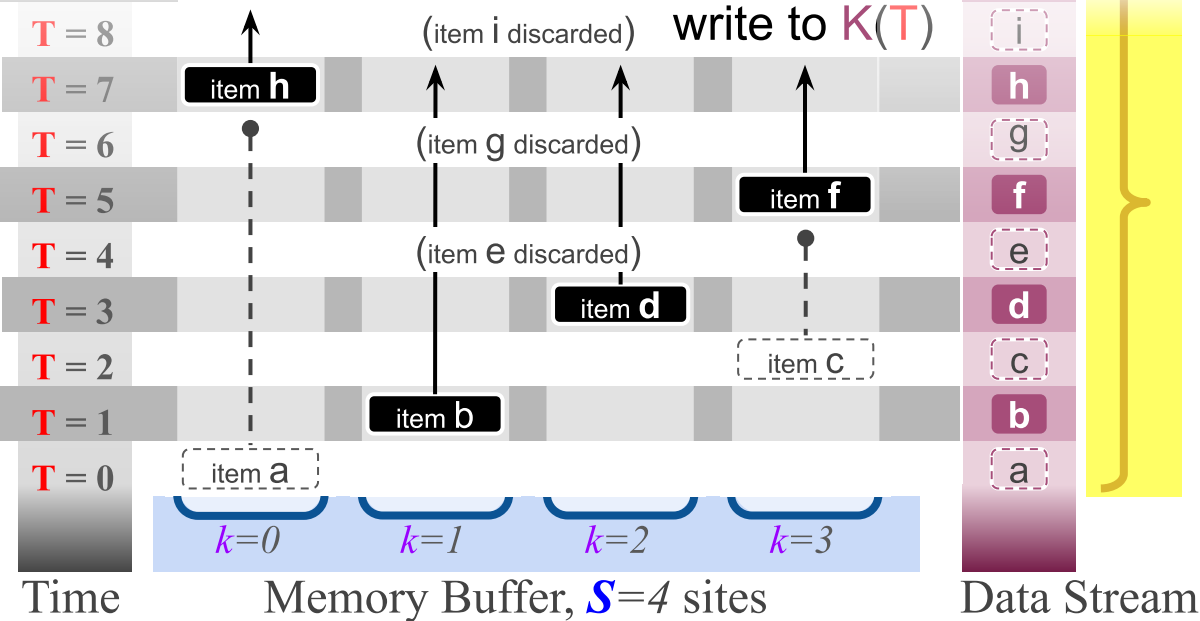 T = 8 (item i discarded) write to K(T) i
T = 7 item h h
T = 6 (item g discarded) g
T = 5 item f f
T = 4 (item e discarded) e
T = 3 item d d
T = 2 item c c
T = 1 item b b
T = 0 item a a
k=0 k=1 k=2 k=3
Time Memory Buffer, S=4 sites Data Stream